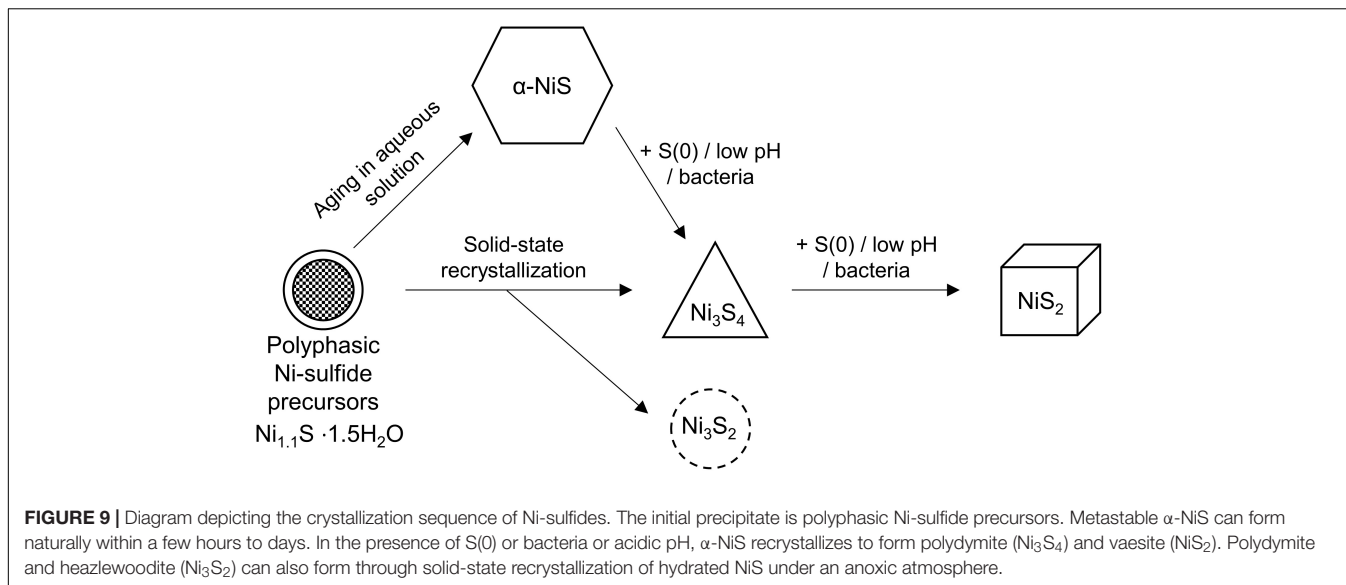 α-NiS
Aging in aqueous
solution
+ S(0) / low pH
/ bacteria
Solid-state
recrystallization
+ S(0) / low pH
/ bacteria
Ni₃S₄
NiS₂
Polyphasic
Ni-sulfide
precursors
Ni₁.₁S ·1.5H₂O
Ni₃S₂
FIGURE 9 | Diagram depicting the crystallization sequence of Ni-sulfides. The initial precipitate is polyphasic Ni-sulfide precursors. Metastable α-NiS can form
naturally within a few hours to days. In the presence of S(0) or bacteria or acidic pH, α-NiS recrystallizes to form polydymite (Ni₃S₄) and vaesite (NiS₂). Polydymite
and heazlewoodite (Ni₃S₂) can also form through solid-state recrystallization of hydrated NiS under an anoxic atmosphere.